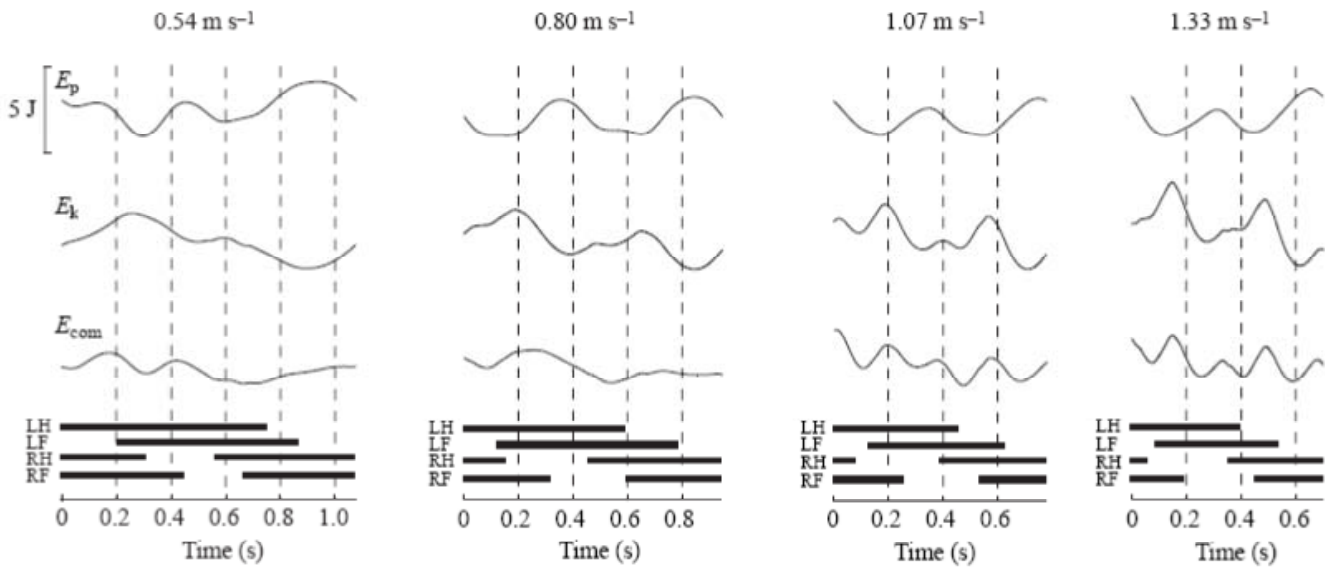 0.54 m s–1 0.80 m s–1 1.07 m s–1 1.33 m s–1
Ep
5 J
Ek
Ecom
LH LH LH LH
LF LF LF LF
RH RH RH RH
RF RF RF RF
0 0.2 0.4 0.6 0.8 1.0 0 0.2 0.4 0.6 0.8 0 0.2 0.4 0.6 0 0.2 0.4 0.6
Time (s) Time (s) Time (s) Time (s)